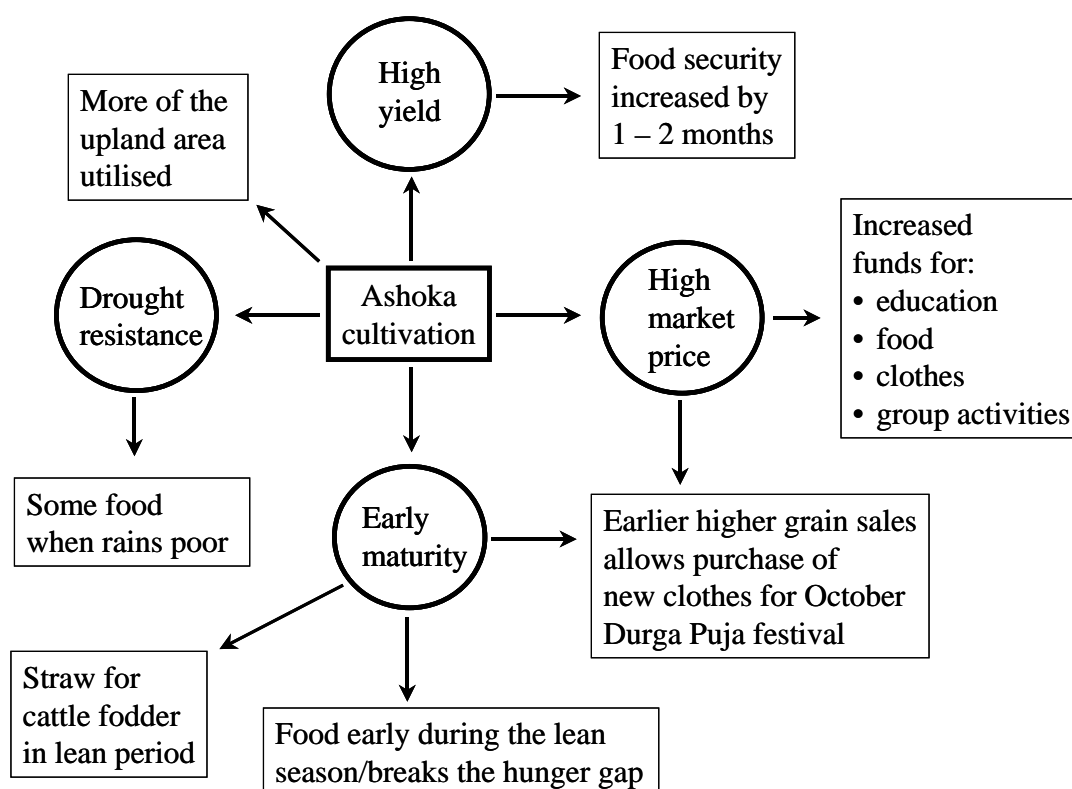 High
yield
Food security
increased by
1 – 2 months
More of the
upland area
utilised
Increased
funds for:
• education
• food
• clothes
• group activities
Drought
resistance
Ashoka
cultivation
High
market
price
Some food
when rains poor
Early
maturity
Earlier higher grain sales
allows purchase of
new clothes for October
Durga Puja festival
Straw for
cattle fodder
in lean period
Food early during the lean
season/breaks the hunger gap